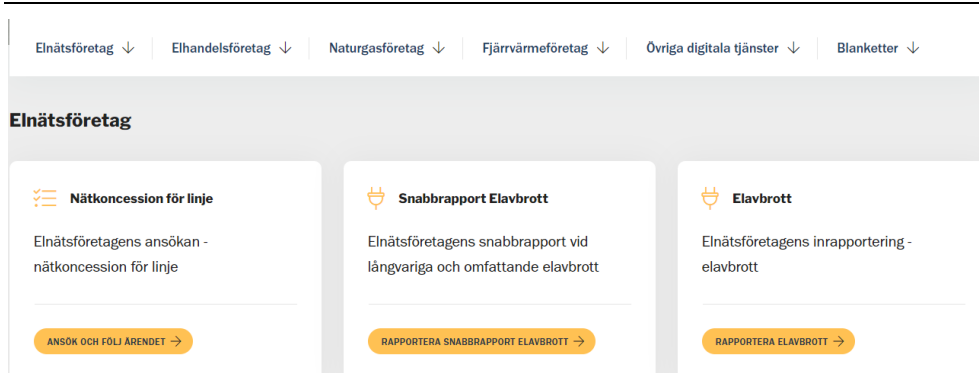 Elnätsföretag
Elhandelsföretag
Naturgasföretag
Fjärrvärmeföretag
Övriga digitala tjänster
Blanketter
Elnätsföretag
Nätkoncession för linje
Elnätsföretagens ansökan -
nätkoncession för linje
ANSÖK OCH FÖLJ ÄRENDET
Snabbrapport Elavbrott
Elnätsföretagens snabbrapport vid
långvariga och omfattande elavbrott
RAPPORTERA SNABBRAPPORT ELAVBROTT
Elavbrott
Elnätsföretagens inrapportering -
elavbrott
RAPPORTERA ELAVBROTT